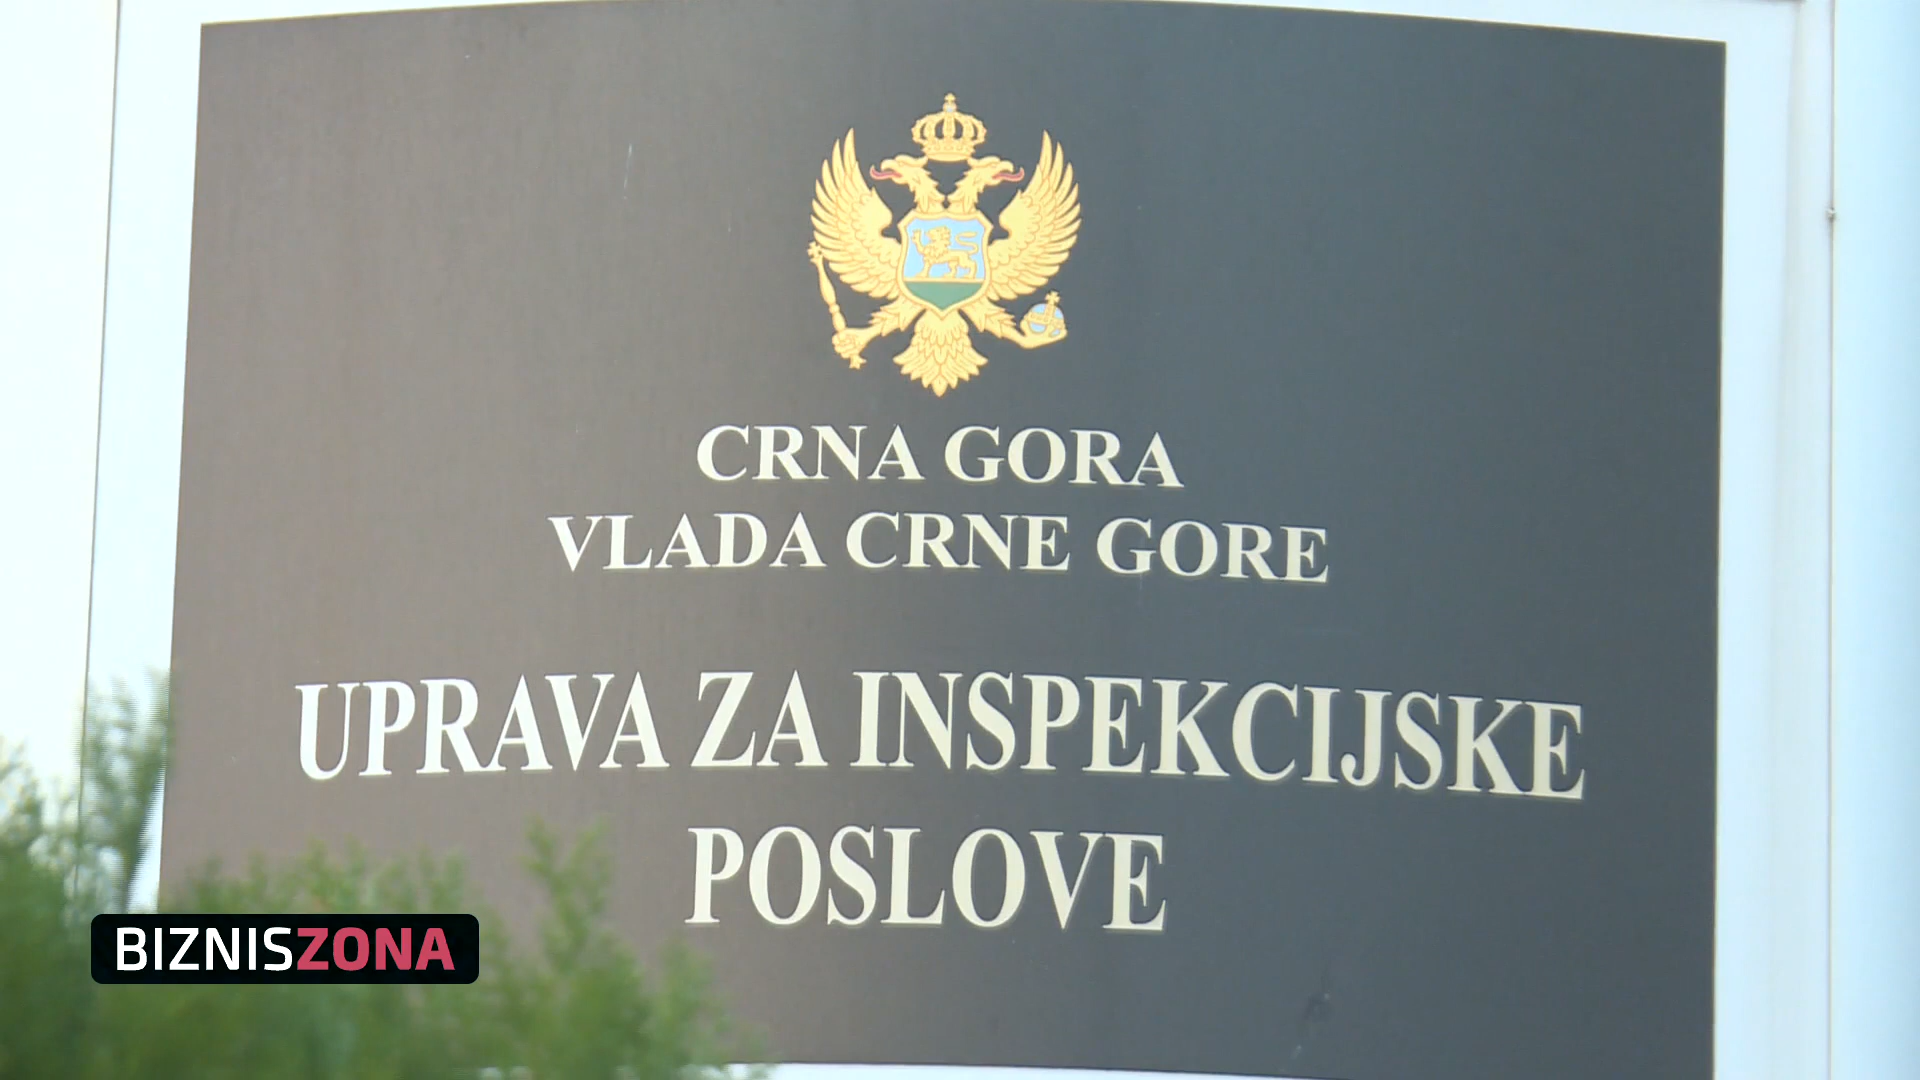 CRNA GORA
VLADA CRNE GORE
UPRAVA ZA INSPEKCIJSKE
POSLOVE
BIZNISZONA